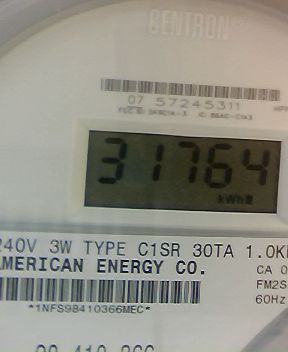 CENTRON®
07 57245311
31764
kWh
240V 3W TYPE C1SR 30TA 1.0K
AMERICAN ENERGY CO.
CA 0
FM2S
60Hz
*1NFS98410366MEC*